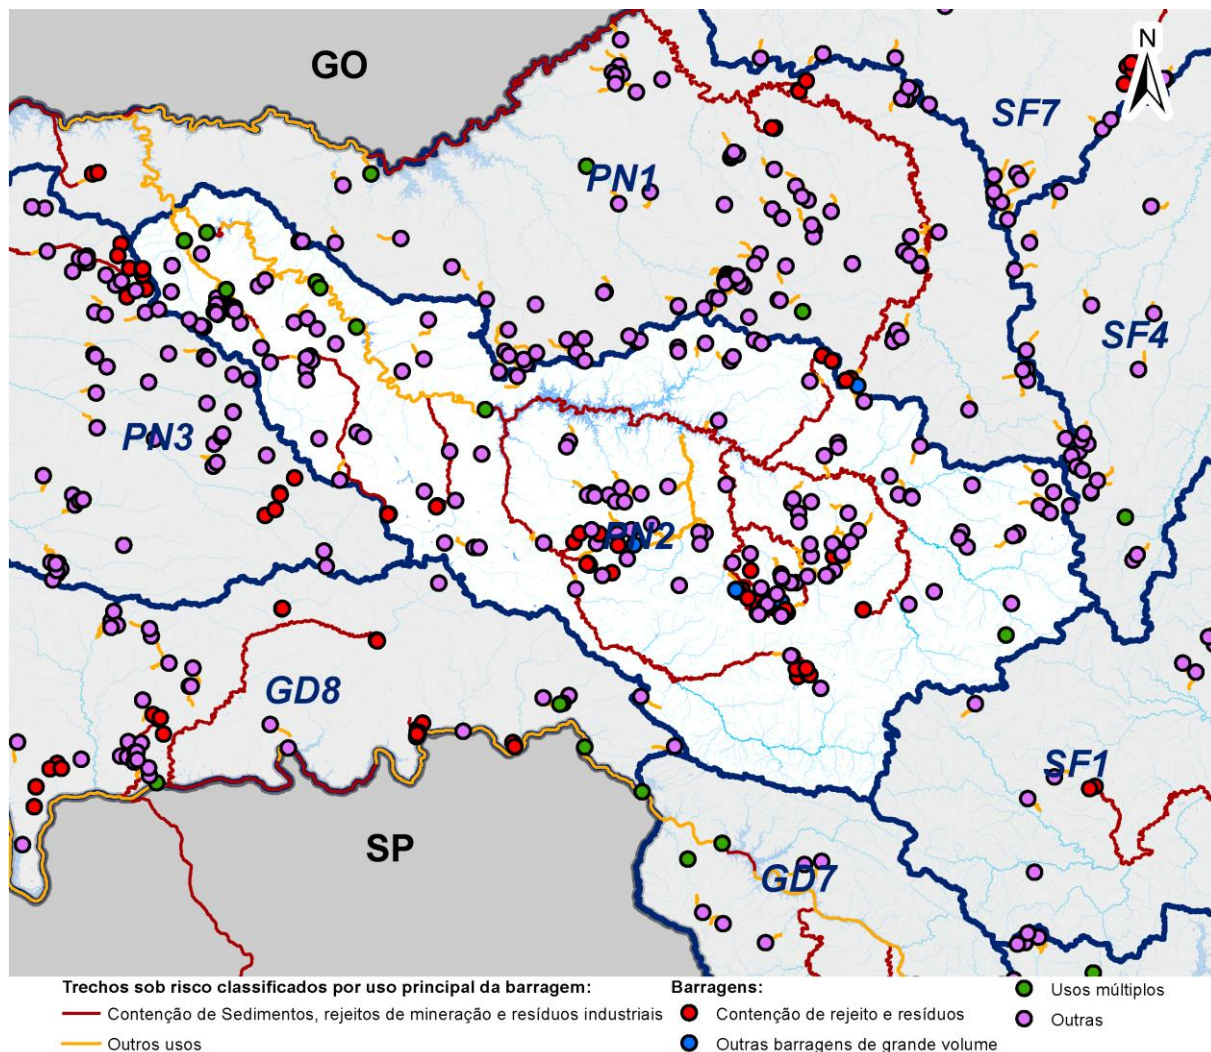 GO
N
SF7
PN1
SF4
PN3
PN2
GD8
SF1
SP
GD7
Trechos sob risco classificados por uso principal da barragem:
Contenção de Sedimentos, rejeitos de mineração e resíduos industriais
Outros usos
Barragens:
Contenção de rejeito e resíduos
Outras barragens de grande volume
Usos múltiplos
Outras